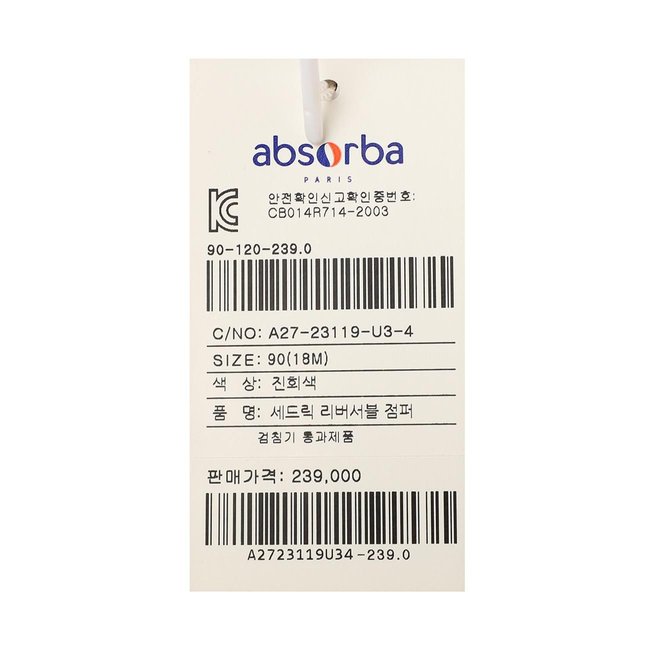 absorba
PARIS
안전확인신고확인증번호:
CB014R714-2003
90-120-239.0
C/NO: A27-23119-U3-4
SIZE: 90(18M)
색 상: 진회색
품 명: 세드릭 리버서블 점퍼
검침기 통과제품
판매가격: 239,000
A2723119U34-239.0